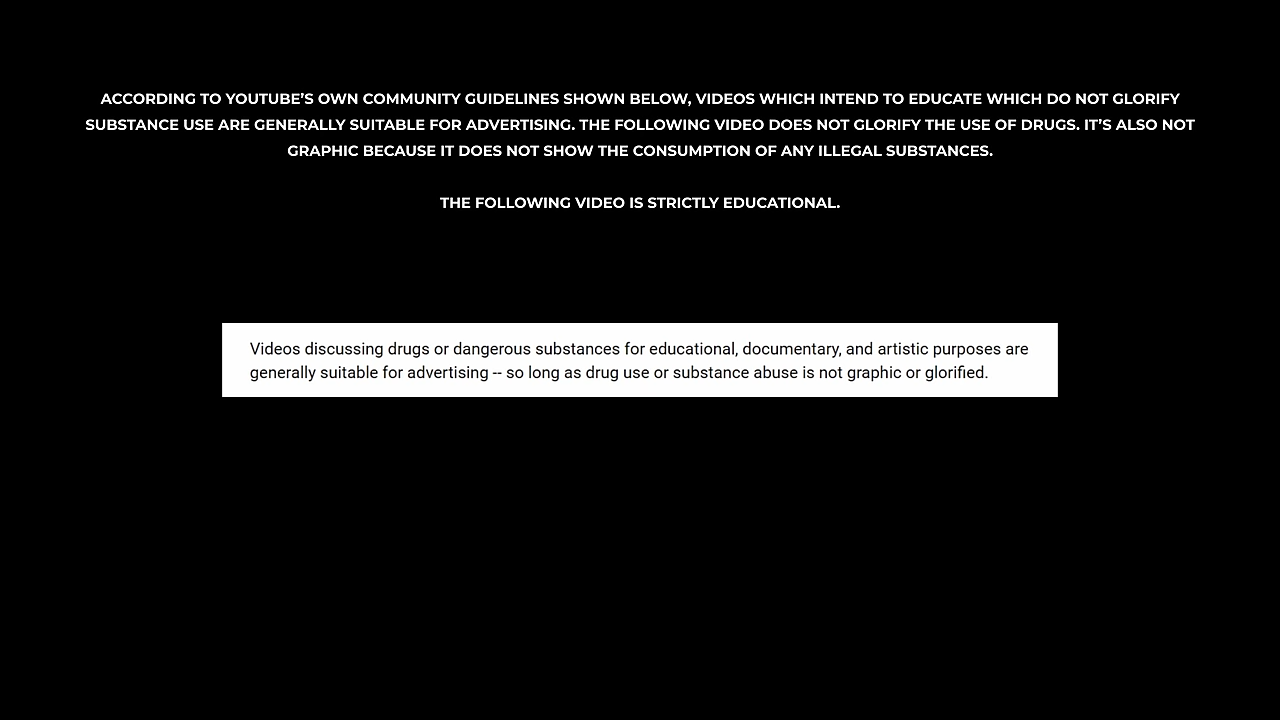 ACCORDING TO YOUTUBE’S OWN COMMUNITY GUIDELINES SHOWN BELOW, VIDEOS WHICH INTEND TO EDUCATE WHICH DO NOT GLORIFY
SUBSTANCE USE ARE GENERALLY SUITABLE FOR ADVERTISING. THE FOLLOWING VIDEO DOES NOT GLORIFY THE USE OF DRUGS. IT’S ALSO NOT
GRAPHIC BECAUSE IT DOES NOT SHOW THE CONSUMPTION OF ANY ILLEGAL SUBSTANCES.
THE FOLLOWING VIDEO IS STRICTLY EDUCATIONAL.
Videos discussing drugs or dangerous substances for educational, documentary, and artistic purposes are
generally suitable for advertising -- so long as drug use or substance abuse is not graphic or glorified.